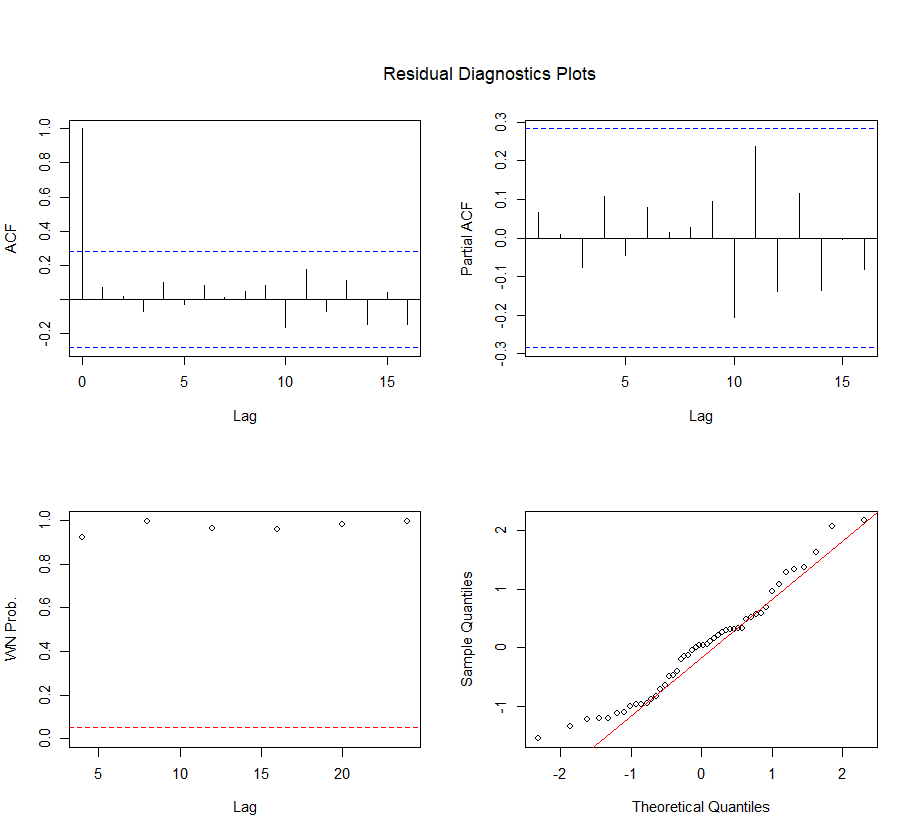 Residual Diagnostics Plots
ACF
-0.2 0.2 0.4 0.6 0.8 1.0
0 5 10 15
Lag
Partial ACF
-0.3 -0.2 -0.1 0.0 0.1 0.2 0.3
5 10 15
Lag
WN Prob.
0.0 0.2 0.4 0.6 0.8 1.0
5 10 15 20
Lag
Sample Quantiles
-1 0 1 2
-2 -1 0 1 2
Theoretical Quantiles